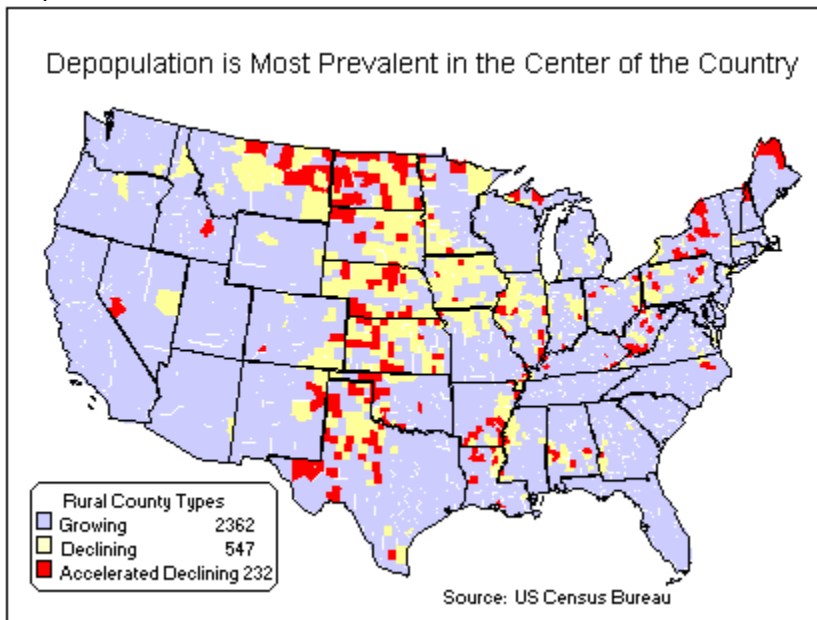 Depopulation is Most Prevalent in the Center of the Country
Rural County Types
Growing 2362
Declining 547
Accelerated Declining 232
Source: US Census Bureau